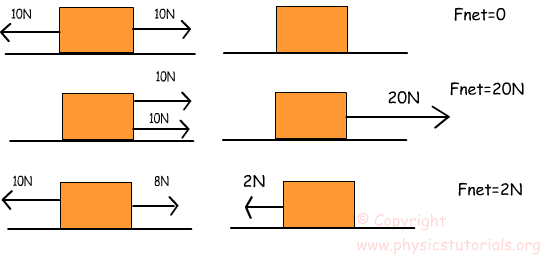 10N 10N Fnet=0
10N
10N
20N Fnet=20N
10N 8N 2N Fnet=2N
© Copyright
www.physicstutorials.org